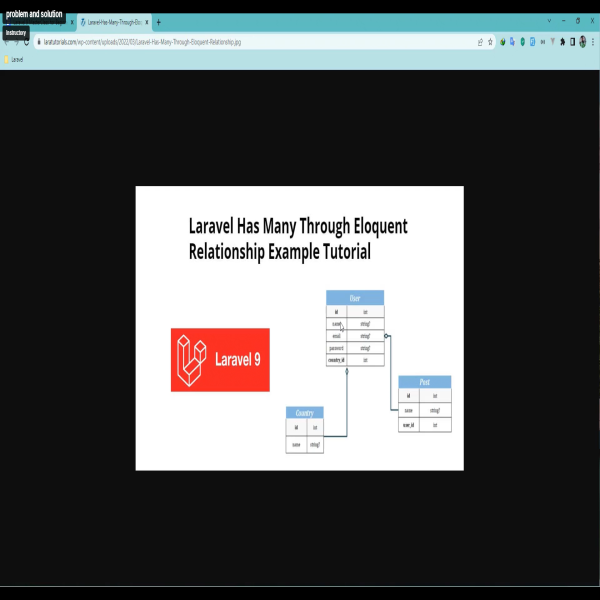 problem and solution
instructory
Laravel-Has-Many-Through-Elo
laratutorials.com/wp-content/uploads/2022/03/Laravel-Has-Many-Through-Eloquent-Relationship.jpg
Laravel
Laravel Has Many Through Eloquent
Relationship Example Tutorial
Laravel 9
User
id int
name string!
email string!
password string!
country_id int
Post
id int
name string!
user_id int
Country
id int
name string!